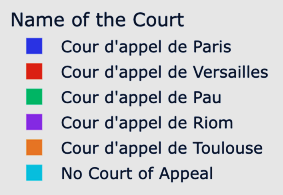 Name of the Court
Cour d'appel de Paris
Cour d'appel de Versailles
Cour d'appel de Pau
Cour d'appel de Riom
Cour d'appel de Toulouse
No Court of Appeal